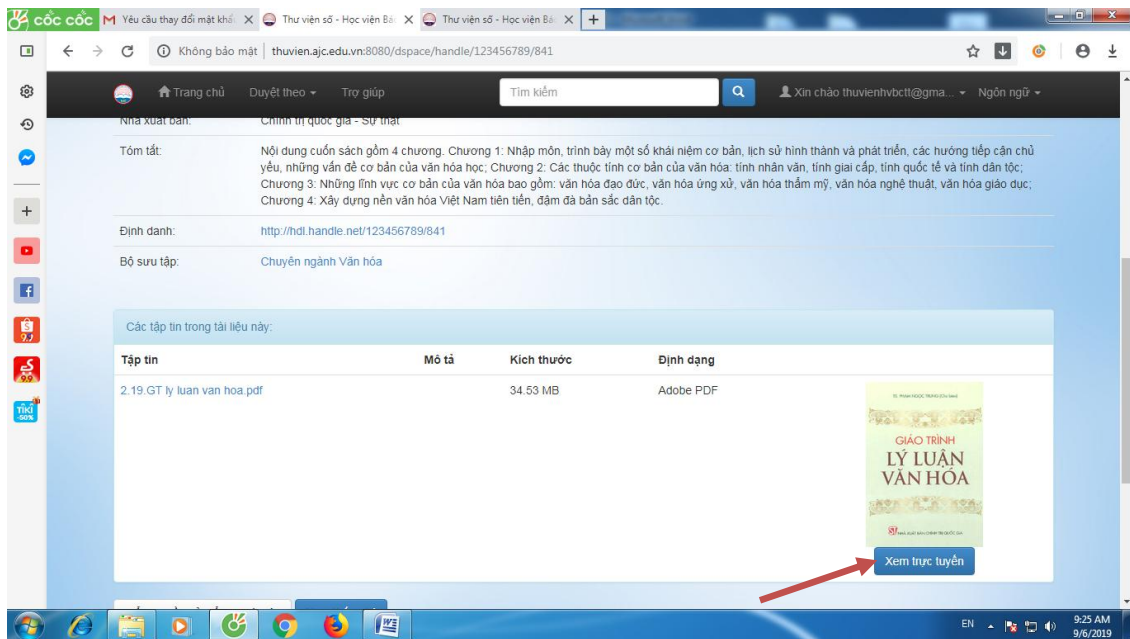 cốc cốc
Yêu cầu thay đổi mật khẩ
Thư viện số - Học viện Bá
Thư viện số - Học viện Bá
Không bảo mật
thuvien.ajc.edu.vn:8080/dspace/handle/123456789/841
Trang chủ Duyệt theo Trợ giúp
Tìm kiếm
Xin chào thuvienhvbctt@gma... Ngôn ngữ
Nhà xuất bản: Chính trị quốc gia - Sự thật
Tóm tắt: Nội dung cuốn sách gồm 4 chương. Chương 1: Nhập môn, trình bày một số khái niệm cơ bản, lịch sử hình thành và phát triển, các hướng tiếp cận chủ
yếu, những vấn đề cơ bản của văn hóa học; Chương 2: Các thuộc tính cơ bản của văn hóa: tính nhân văn, tính giai cấp, tính quốc tế và tính dân tộc;
Chương 3: Những lĩnh vực cơ bản của văn hóa bao gồm: văn hóa đạo đức, văn hóa ứng xử, văn hóa thẩm mỹ, văn hóa nghệ thuật, văn hóa giáo dục;
Chương 4: Xây dựng nền văn hóa Việt Nam tiên tiến, đậm đà bản sắc dân tộc.
Định danh: http://hdl.handle.net/123456789/841
Bộ sưu tập: Chuyên ngành Văn hóa
Các tập tin trong tài liệu này:
Tập tin Mô tả Kích thước Định dạng
2.19.GT ly luan van hoa.pdf 34.53 MB Adobe PDF
GIÁO TRÌNH
LÝ LUẬN
VĂN HÓA
Xem trực tuyến
EN
9:25 AM
9/6/2019